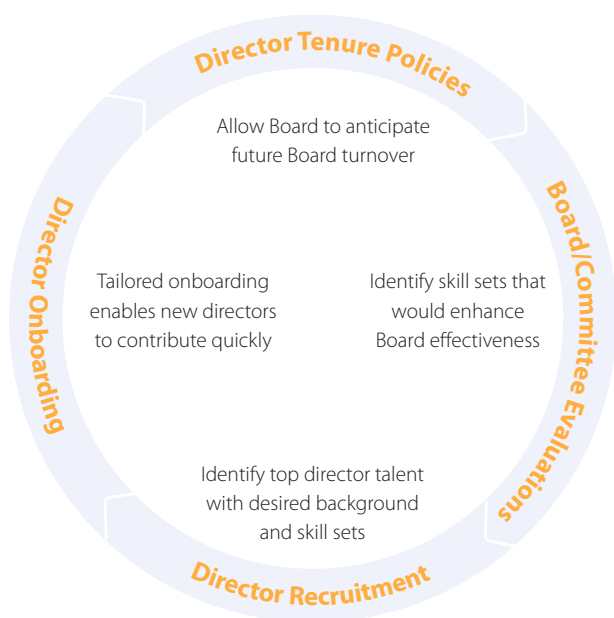 Director Tenure Policies
Allow Board to anticipate
future Board turnover
Board/Committee Evaluations
Identify skill sets that
would enhance
Board effectiveness
Director Recruitment
Identify top director talent
with desired background
and skill sets
Director Onboarding
Tailored onboarding
enables new directors
to contribute quickly